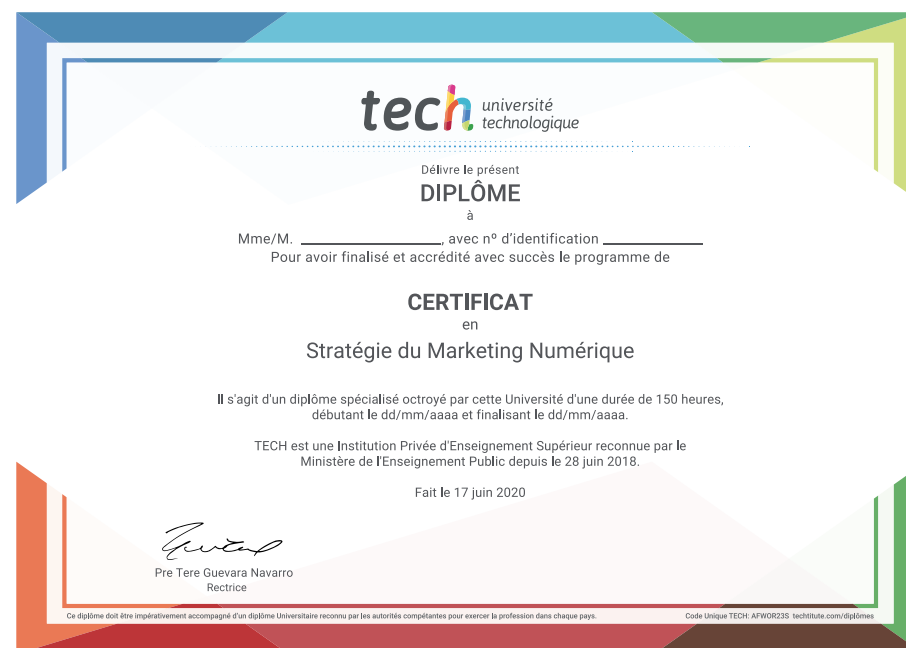 tech université
technologique
Délivre le présent
DIPLÔME
à
Mme/M. ____________________, avec nº d'identification ______________
Pour avoir finalisé et accrédité avec succès le programme de
CERTIFICAT
en
Stratégie du Marketing Numérique
Il s'agit d'un diplôme spécialisé octroyé par cette Université d'une durée de 150 heures,
débutant le dd/mm/aaaa et finalisant le dd/mm/aaaa.
TECH est une Institution Privée d'Enseignement Supérieur reconnue par le
Ministère de l'Enseignement Public depuis le 28 juin 2018.
Fait le 17 juin 2020
Pre Tere Guevara Navarro
Rectrice
Ce diplôme doit être impérativement accompagné d'un diplôme Universitaire reconnu par les autorités compétantes pour exercer la profession dans chaque pays.
Code Unique TECH: AFWOR23S techtitute.com/diplômes